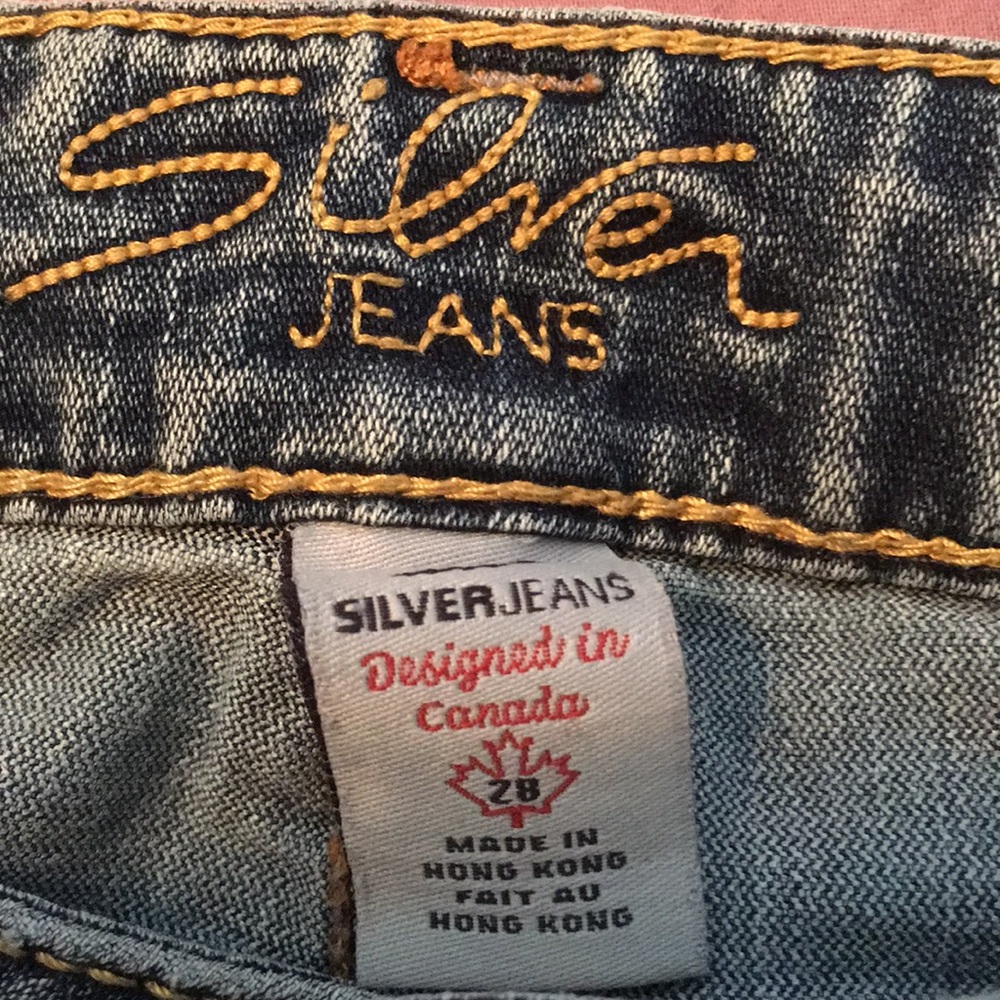 Silver
JEANS
SILVERJEANS
Designed in
Canada
28
MADE IN
HONG KONG
FAIT AU
HONG KONG